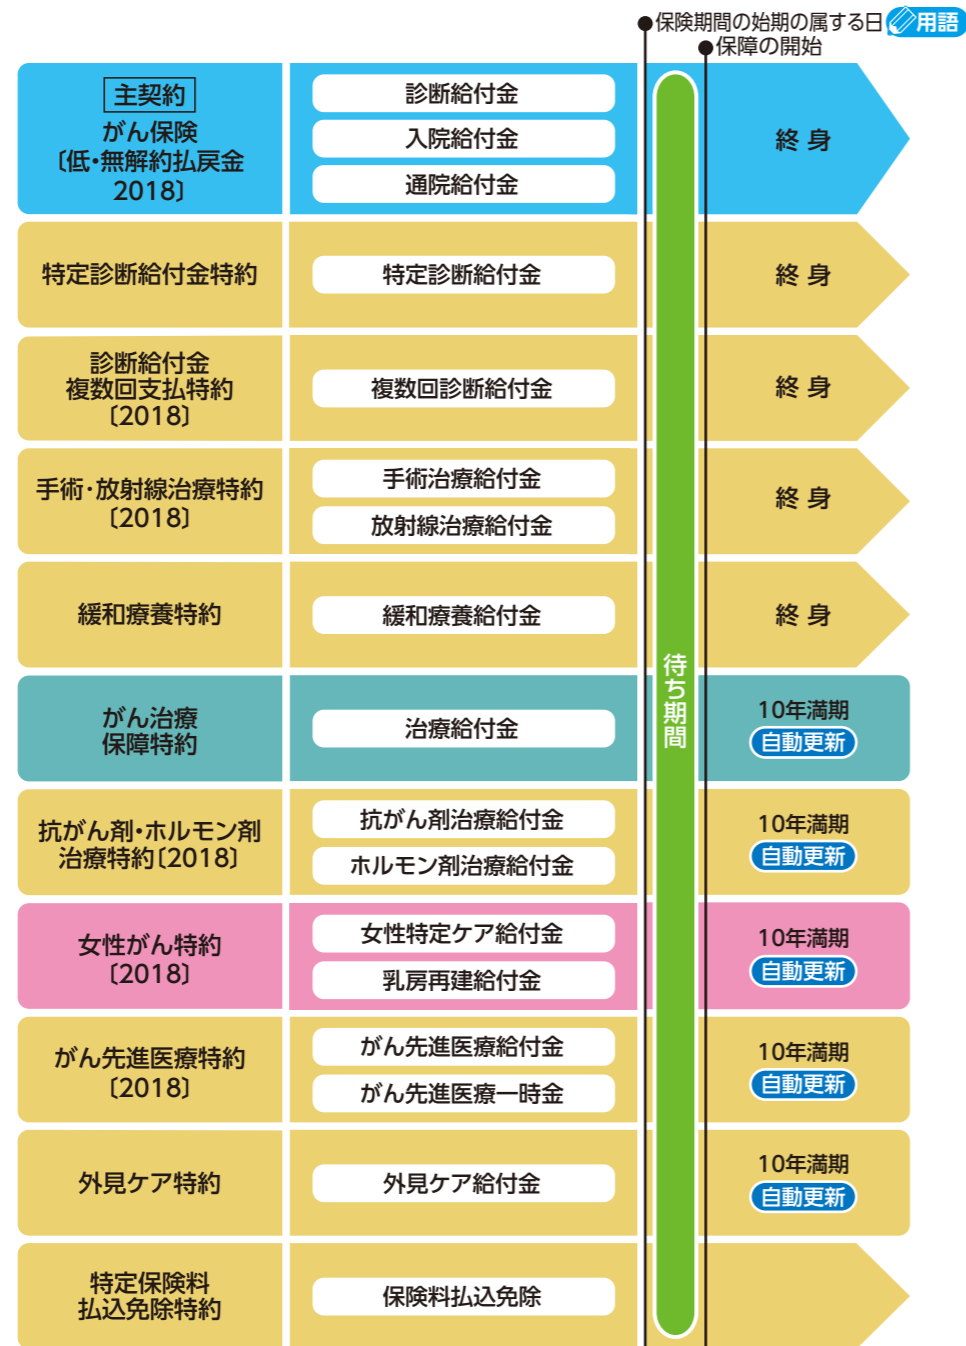 ●保険期間の始期の属する日 用語
●保障の開始
主契約
がん保険
〔低・無解約払戻金
2018〕
診断給付金
入院給付金
通院給付金
終身
特定診断給付金特約
特定診断給付金
終身
診断給付金
複数回支払特約
〔2018〕
複数回診断給付金
終身
手術・放射線治療特約
〔2018〕
手術治療給付金
放射線治療給付金
終身
緩和療養特約
緩和療養給付金
終身
待ち期間
がん治療
保障特約
治療給付金
10年満期
自動更新
抗がん剤・ホルモン剤
治療特約〔2018〕
抗がん剤治療給付金
ホルモン剤治療給付金
10年満期
自動更新
女性がん特約
〔2018〕
女性特定ケア給付金
乳房再建給付金
10年満期
自動更新
がん先進医療特約
〔2018〕
がん先進医療給付金
がん先進医療一時金
10年満期
自動更新
外見ケア特約
外見ケア給付金
10年満期
自動更新
特定保険料
払込免除特約
保険料払込免除